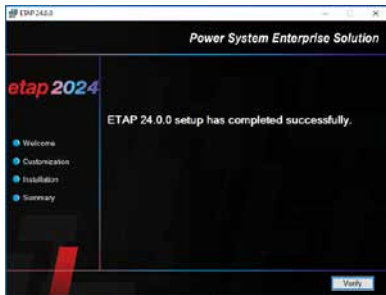 ETAP 24.0.0
Power System Enterprise Solution
etap 2024
ETAP 24.0.0 setup has completed successfully.
Welcome
Customization
Installation
Summary
Verify